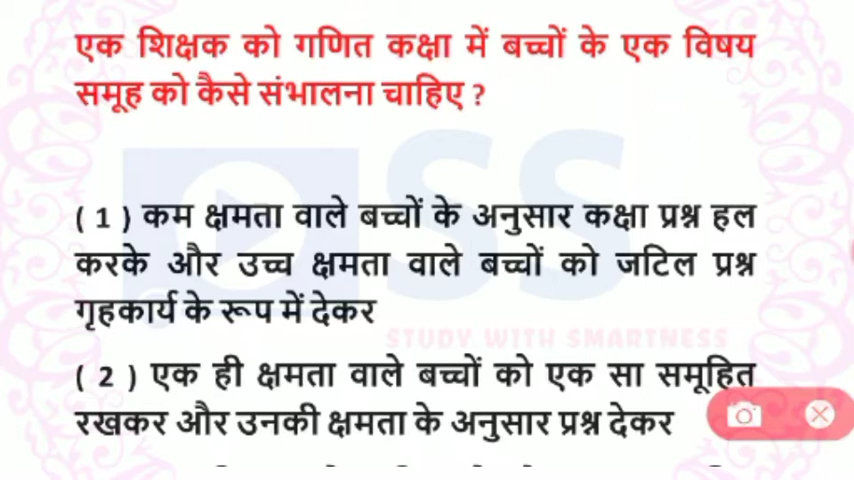 एक शिक्षक को गणित कक्षा में बच्चों के एक विषय
समूह को कैसे संभालना चाहिए ?
SS
( 1 ) कम क्षमता वाले बच्चों के अनुसार कक्षा प्रश्न हल
करके और उच्च क्षमता वाले बच्चों को जटिल प्रश्न
गृहकार्य के रूप में देकर
STUDY WITH SMARTNESS
( 2 ) एक ही क्षमता वाले बच्चों को एक सा समूहित
रखकर और उनकी क्षमता के अनुसार प्रश्न देकर